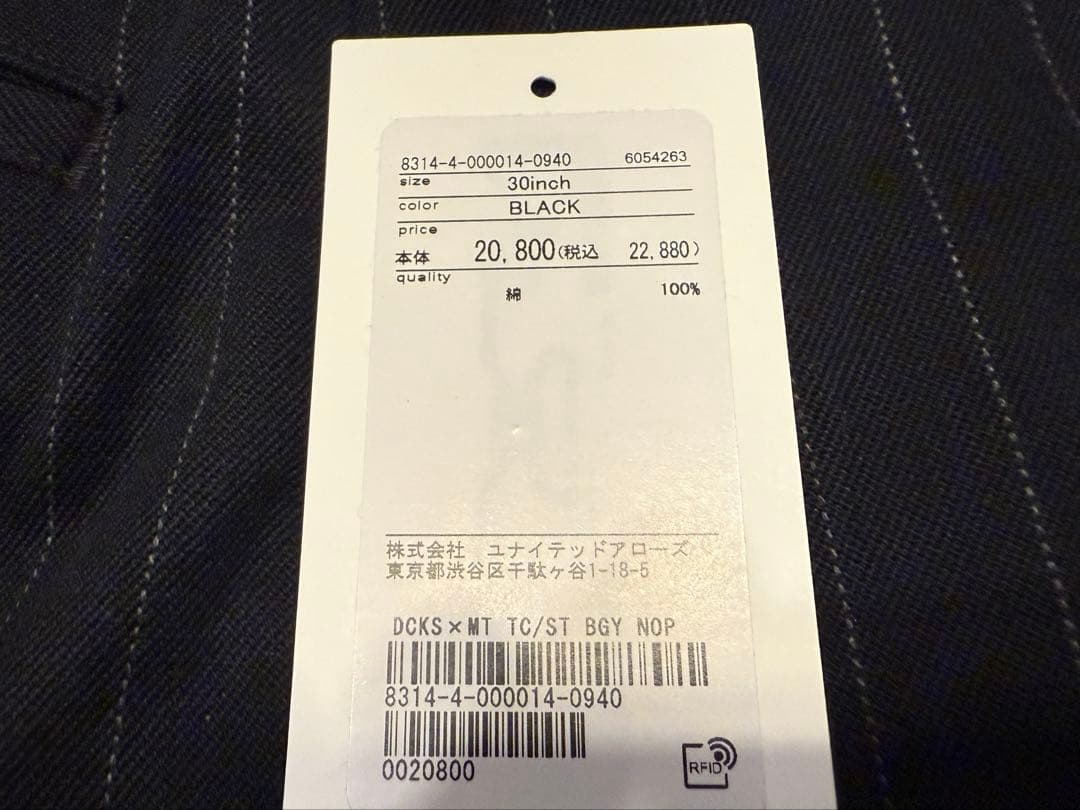 8314-4-000014-0940 6054263
size 30inch
color BLACK
price
本体 20,800(税込 22,880)
quality
綿 100%
株式会社 ユナイテッドアローズ
東京都渋谷区千駄ケ谷1-18-5
DCKS×MT TC/ST BGY NOP
8314-4-000014-0940
0020800
RFID